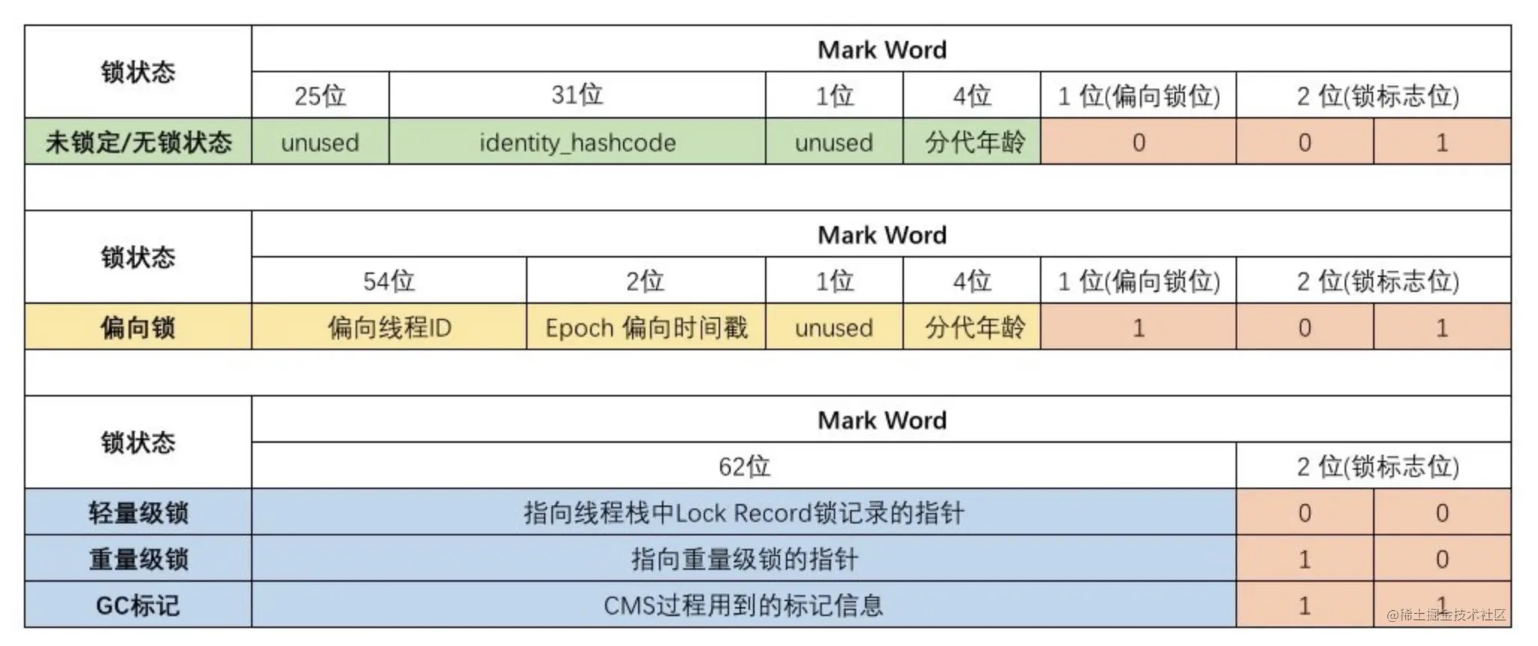 锁状态 Mark Word
25位 31位 1位 4位 1 位(偏向锁位) 2 位(锁标志位)
未锁定/无锁状态 unused identity_hashcode unused 分代年龄 0 0 1
锁状态 Mark Word
54位 2位 1位 4位 1 位(偏向锁位) 2 位(锁标志位)
偏向锁 偏向线程ID Epoch 偏向时间戳 unused 分代年龄 1 0 1
锁状态 Mark Word
62位 2 位(锁标志位)
轻量级锁 指向线程栈中Lock Record锁记录的指针 0 0
重量级锁 指向重量级锁的指针 1 0
GC标记 CMS过程用到的标记信息 1 1
@稀土掘金技术社区